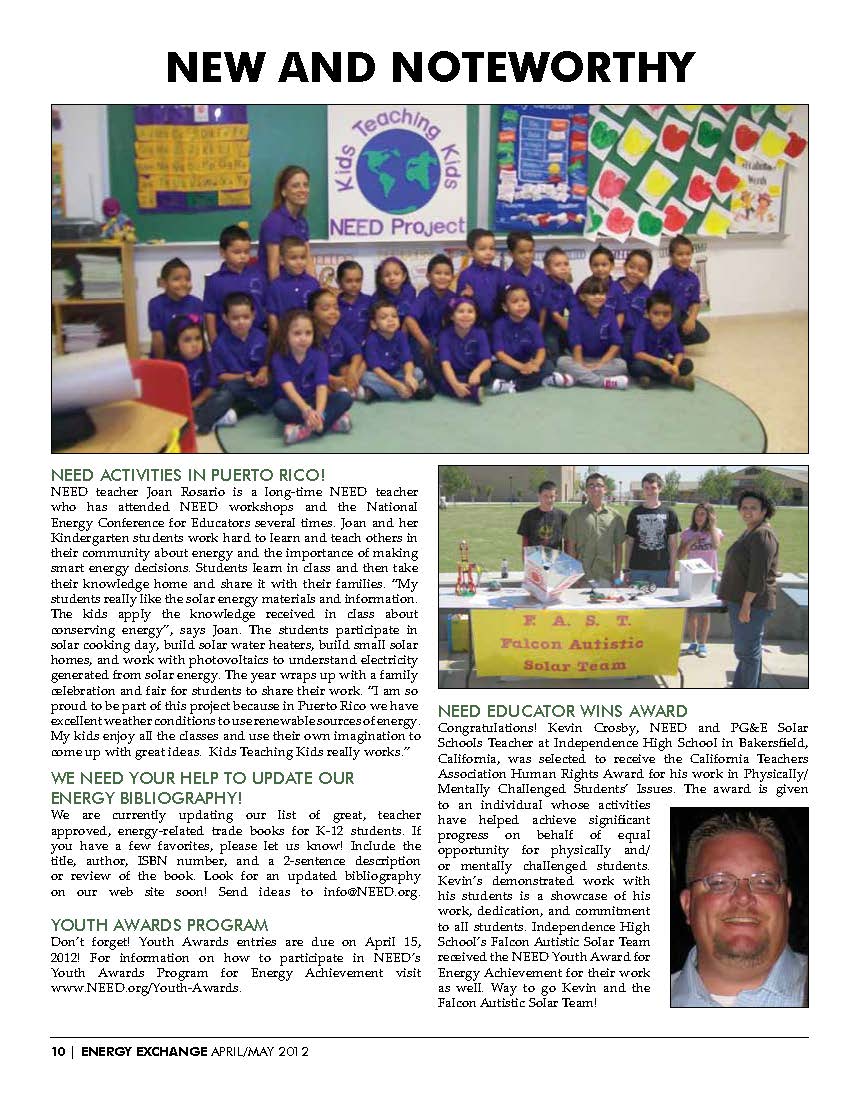 NEW AND NOTEWORTHY
Kids Teaching Kids
NEED Project
NEED ACTIVITIES IN PUERTO RICO!
NEED teacher Joan Rosario is a long-time NEED teacher
who has attended NEED workshops and the National
Energy Conference for Educators several times. Joan and her
Kindergarten students work hard to learn and teach others in
their community about energy and the importance of making
smart energy decisions. Students learn in class and then take
their knowledge home and share it with their families. “My
students really like the solar energy materials and information.
The kids apply the knowledge received in class about
conserving energy”, says Joan. The students participate in
solar cooking day, build solar water heaters, build small solar
homes, and work with photovoltaics to understand electricity
generated from solar energy. The year wraps up with a family
celebration and fair for students to share their work. “I am so
proud to be part of this project because in Puerto Rico we have
excellent weather conditions to use renewable sources of energy.
My kids enjoy all the classes and use their own imagination to
come up with great ideas. Kids Teaching Kids really works.”
WE NEED YOUR HELP TO UPDATE OUR
ENERGY BIBLIOGRAPHY!
We are currently updating our list of great, teacher
approved, energy-related trade books for K-12 students. If
you have a few favorites, please let us know! Include the
title, author, ISBN number, and a 2-sentence description
or review of the book. Look for an updated bibliography
on our web site soon! Send ideas to info@NEED.org.
YOUTH AWARDS PROGRAM
Don’t forget! Youth Awards entries are due on April 15,
2012! For information on how to participate in NEED’s
Youth Awards Program for Energy Achievement visit
www.NEED.org/Youth-Awards.
F. A. S. T.
Falcon Autistic
Solar Team
NEED EDUCATOR WINS AWARD
Congratulations! Kevin Crosby, NEED and PG&E Solar
Schools Teacher at Independence High School in Bakersfield,
California, was selected to receive the California Teachers
Association Human Rights Award for his work in Physically/
Mentally Challenged Students’ Issues. The award is given
to an individual whose activities
have helped achieve significant
progress on behalf of equal
opportunity for physically and/
or mentally challenged students.
Kevin’s demonstrated work with
his students is a showcase of his
work, dedication, and commitment
to all students. Independence High
School’s Falcon Autistic Solar Team
received the NEED Youth Award for
Energy Achievement for their work
as well. Way to go Kevin and the
Falcon Autistic Solar Team!
10 | ENERGY EXCHANGE APRIL/MAY 2012